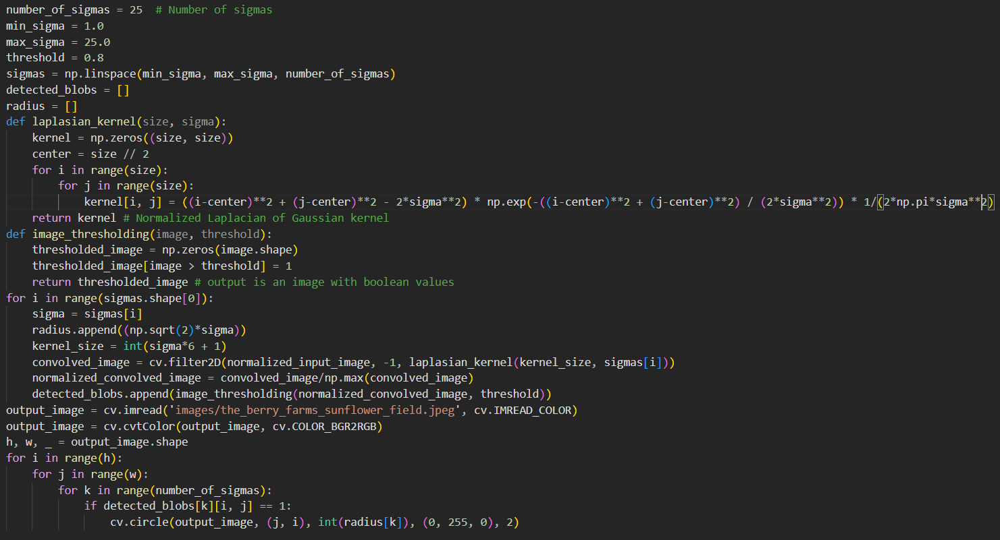 number_of_sigmas = 25  # Number of sigmas
min_sigma = 1.0
max_sigma = 25.0
threshold = 0.8
sigmas = np.linspace(min_sigma, max_sigma, number_of_sigmas)
detected_blobs = []
radius = []
def laplasian_kernel(size, sigma):
    kernel = np.zeros((size, size))
    center = size // 2
    for i in range(size):
        for j in range(size):
            kernel[i, j] = ((i-center)**2 + (j-center)**2 - 2*sigma**2) * np.exp(-((i-center)**2 + (j-center)**2) / (2*sigma**2)) * 1/(2*np.pi*sigma**2)
    return kernel # Normalized Laplacian of Gaussian kernel
def image_thresholding(image, threshold):
    thresholded_image = np.zeros(image.shape)
    thresholded_image[image > threshold] = 1
    return thresholded_image # output is an image with boolean values
for i in range(sigmas.shape[0]):
    sigma = sigmas[i]
    radius.append((np.sqrt(2)*sigma))
    kernel_size = int(sigma*6 + 1)
    convolved_image = cv.filter2D(normalized_input_image, -1, laplasian_kernel(kernel_size, sigmas[i]))
    normalized_convolved_image = convolved_image/np.max(convolved_image)
    detected_blobs.append(image_thresholding(normalized_convolved_image, threshold))
output_image = cv.imread('images/the_berry_farms_sunflower_field.jpeg', cv.IMREAD_COLOR)
output_image = cv.cvtColor(output_image, cv.COLOR_BGR2RGB)
h, w, _ = output_image.shape
for i in range(h):
    for j in range(w):
        for k in range(number_of_sigmas):
            if detected_blobs[k][i, j] == 1:
                cv.circle(output_image, (j, i), int(radius[k]), (0, 255, 0), 2)